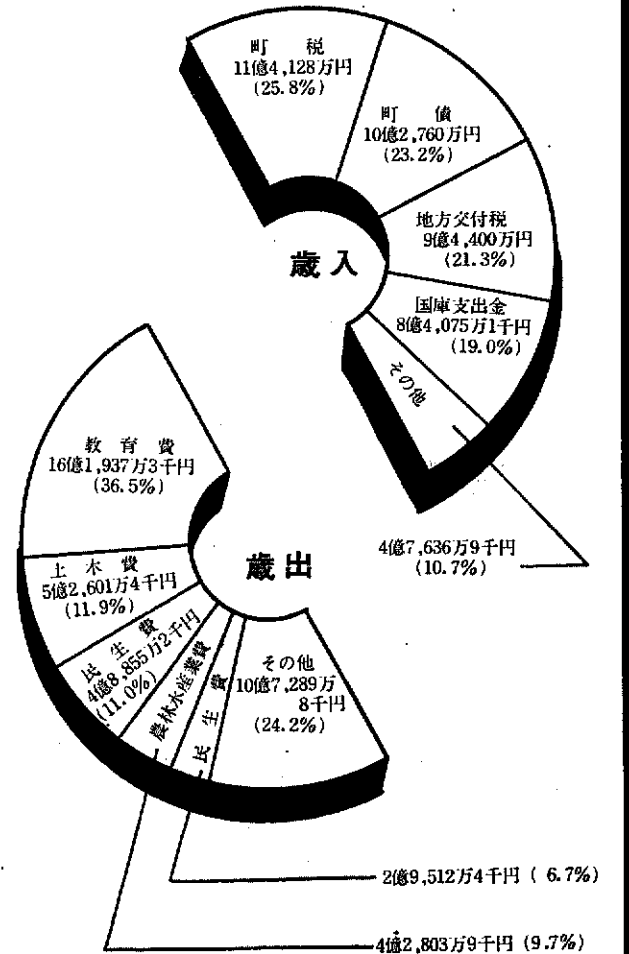 町税
11億4,128万円
(25.8%)
町債
10億2,760万円
(23.2%)
地方交付税
9億4,400万円
(21.3%)
国庫支出金
8億4,075万1千円
(19.0%)
その他
4億7,636万9千円
(10.7%)
歳入
教育費
16億1,937万3千円
(36.5%)
土木費
5億2,601万4千円
(11.9%)
民生費
4億8,855万2千円
(11.0%)
農林水産業費
民生費
その他
10億7,289万
8千円
(24.2%)
歳出
2億9,512万4千円 ( 6.7%)
4億2,803万9千円 (9.7%)